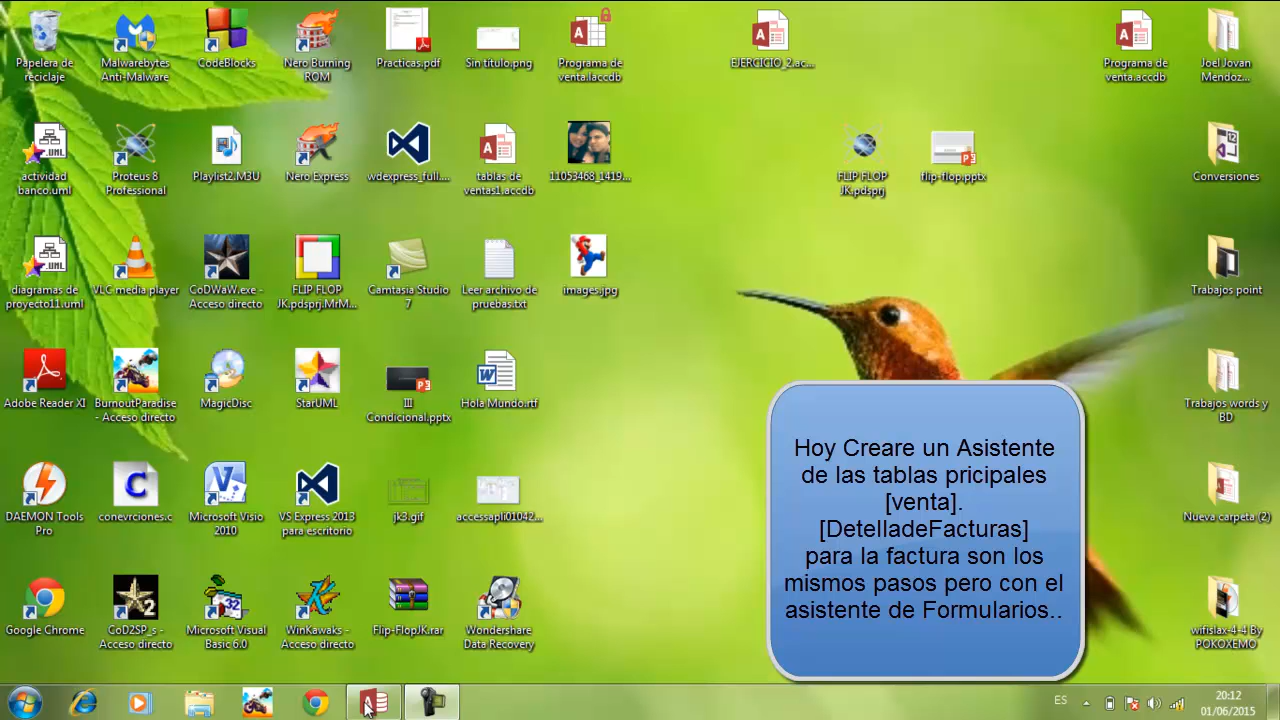 Papelera de
reciclaje
Malwarebytes
Anti-Malware
CodeBlocks
Nero Burning
ROM
Practicas.pdf
Sin titulo.png
Programa de
venta.laccdb
EJERCICIO_2.ac...
Programa de
venta.accdb
Joel Jovan
Mendoz...
actividad
banco.uml
Proteus 8
Professional
Playlist2.M3U
Nero Express
wdexpress_full....
tablas de
ventas1.accdb
11053468_1419...
FLIP FLOP
JK.pdsprj
flip-flop.pptx
Conversiones
diagramas de
proyecto11.uml
VLC media player
CoDWaW.exe -
Acceso directo
FLIP FLOP
JK.pdsprj.MrM...
Camtasia Studio
7
Leer archivo de
pruebas.txt
images.jpg
Trabajos point
Adobe Reader XI
BurnoutParadise
- Acceso directo
MagicDisc
StarUML
III
Condicional.pptx
Hola Mundo.rtf
Trabajos words y
BD
Hoy Creare un Asistente
de las tablas pricipales
[venta].
[DetelladeFacturas]
para la factura son los
mismos pasos pero con el
asistente de Formularios..
DAEMON Tools
Pro
conevrciones.c
Microsoft Visio
2010
VS Express 2013
para escritorio
jk3.gif
accessapli01042...
Nueva carpeta (2)
Google Chrome
CoD2SP_s -
Acceso directo
Microsoft Visual
Basic 6.0
WinKawaks -
Acceso directo
Flip-FlopJK.rar
Wondershare
Data Recovery
wifislax-4-4 By
POKOXEMO
ES
20:12
01/06/2015